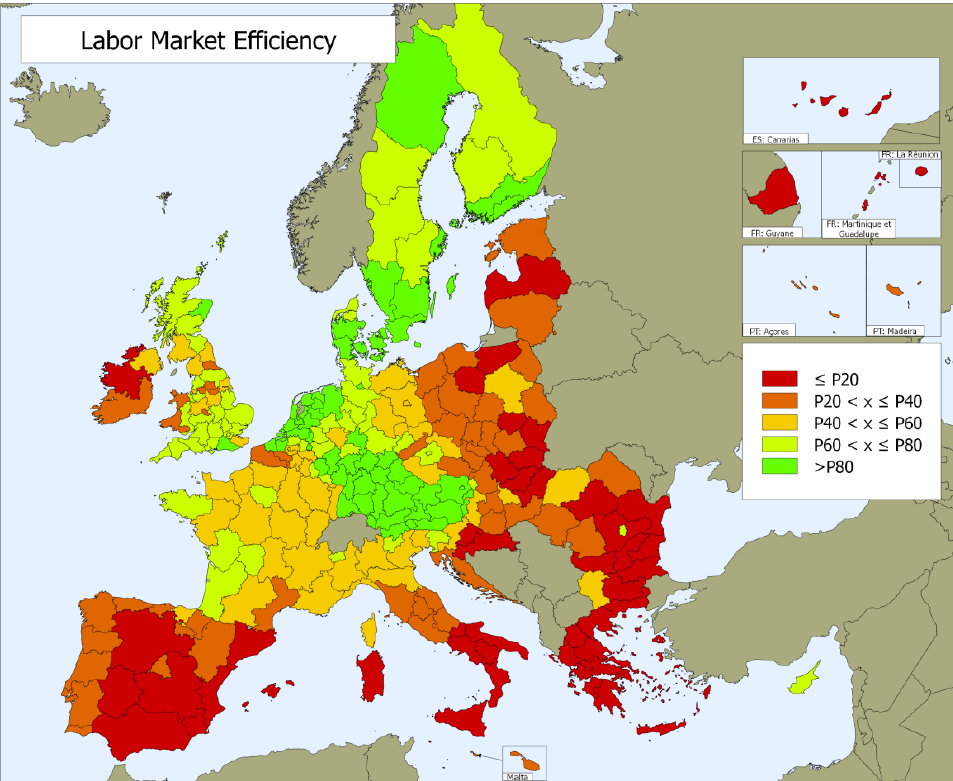 Labor Market Efficiency
ES: Canarias
FR: La Réunion
FR: Guyane
FR: Martinique et
Guadalupe
PT: Açores
PT: Madeira
≤ P20
P20 < x ≤ P40
P40 < x ≤ P60
P60 < x ≤ P80
>P80
Malta